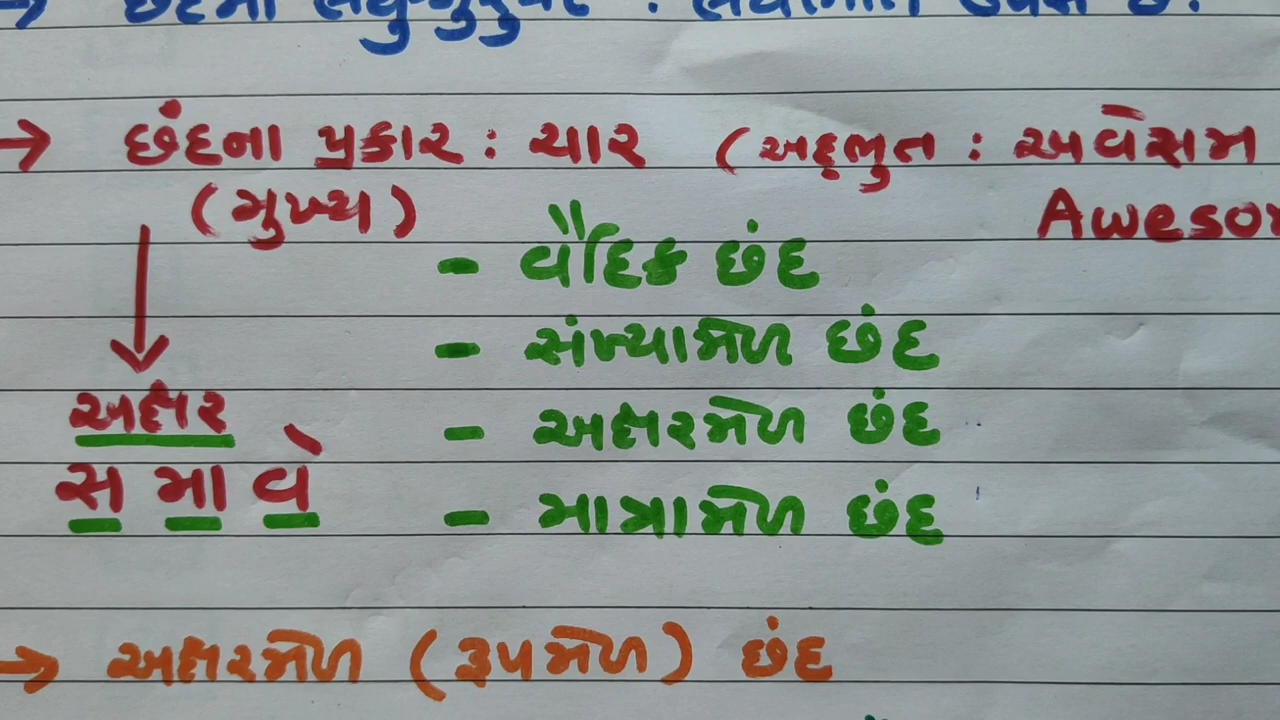 → છંદના પ્રકાર : ચાર (અદ્ભુત : અવેસમ
(મુખ્ય) Aweso
- વૈદિક છંદ
- સંખ્યામેળ છંદ
અક્ષર - અક્ષરમેળ છંદ
સ મા વે - માત્રામેળ છંદ
→ અક્ષરમેળ (રૂપમેળ) છંદ